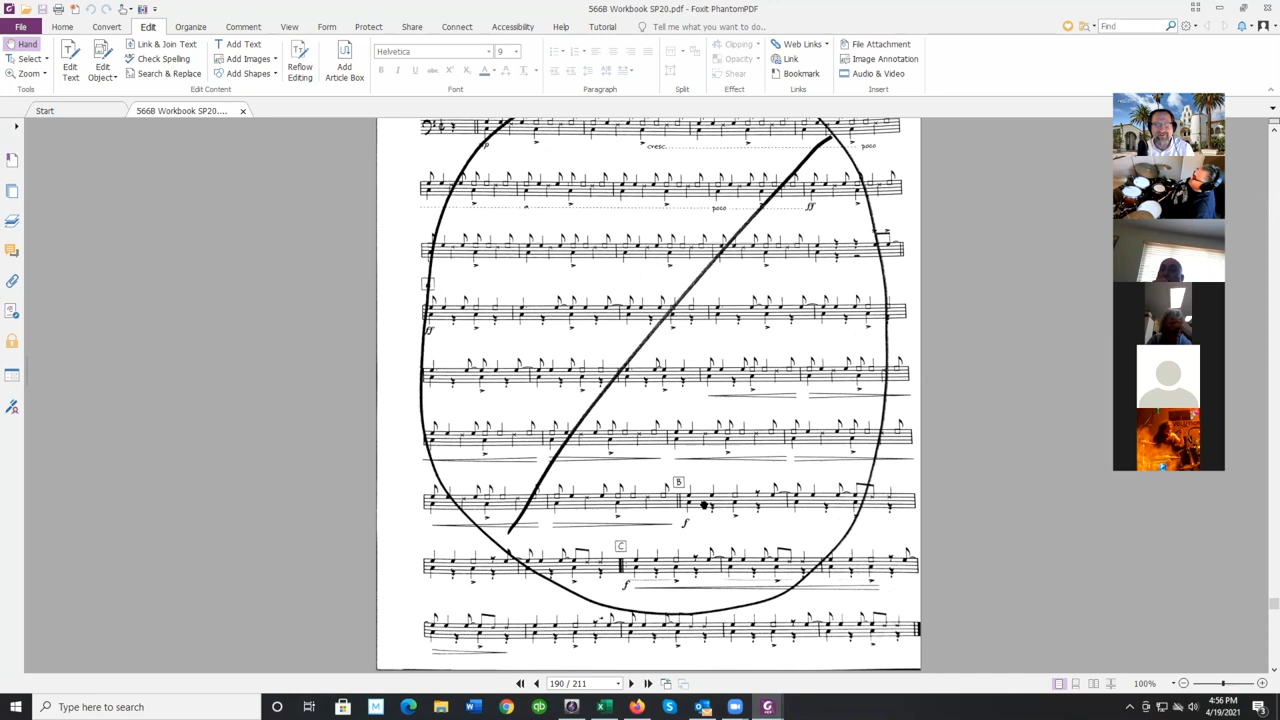 566B Workbook SP20.pdf - Foxit PhantomPDF
File Home Convert Edit Organize Comment View Form Protect Share Connect Accessibility Help Tutorial Tell me what you want to do... Find
Hand
Select
Zoom
Tools
Edit Text
Edit Object
Link & Join Text
Check Spelling
Search & Replace
Add Text
Add Images
Add Shapes
Edit Content
Reflow Editing
Add Article Box
Helvetica 9
B I U abc X² X₂ A
Font
Paragraph
Split
Clipping
Opacity
Shear
Effect
Web Links
Link
Bookmark
Links
File Attachment
Image Annotation
Audio & Video
Insert
Start 566B Workbook SP20....
cresc. poco
a poco ff
ff
B
f
C
f
190 / 211
100%
Type here to search
4:56 PM
4/19/2021